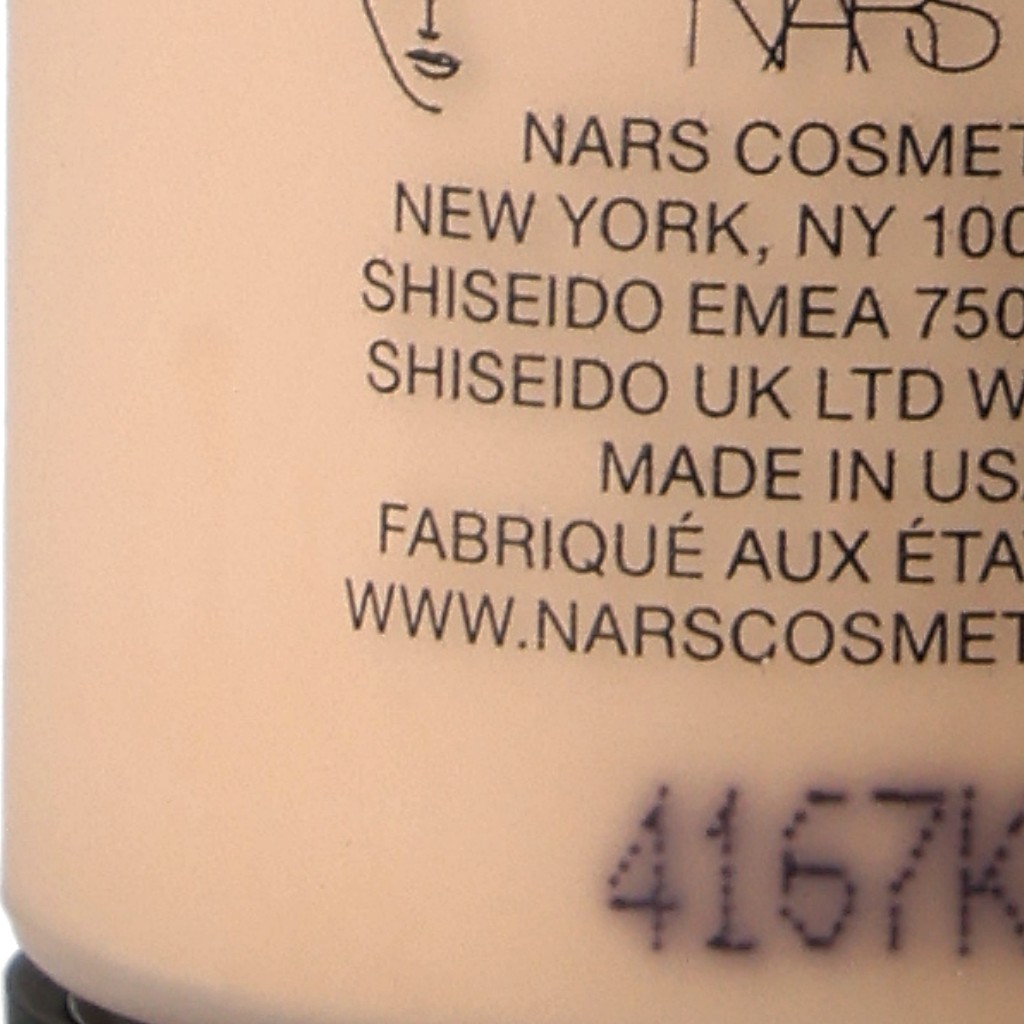 NARS
NARS COSMET
NEW YORK, NY 100
SHISEIDO EMEA 750
SHISEIDO UK LTD W
MADE IN USA
FABRIQUÉ AUX ÉTA
WWW.NARSCOSMET
4167K